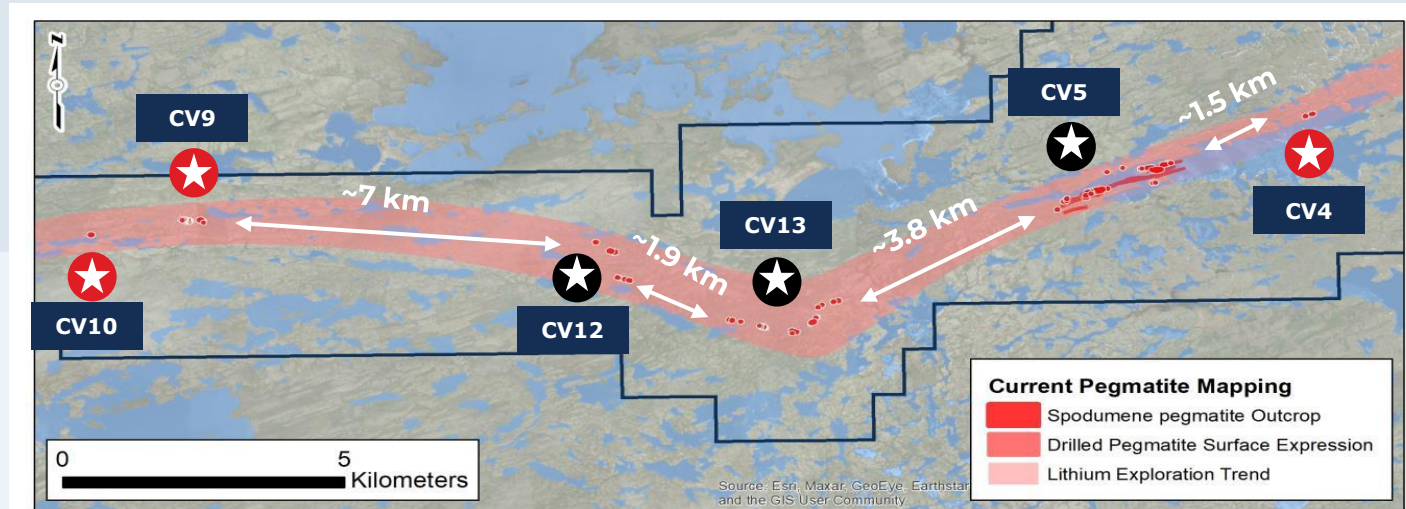 N
CV9
CV5
~1.5 km
~7 km
CV13
CV4
~1.9 km
~3.8 km
CV10
CV12
Current Pegmatite Mapping
Spodumene pegmatite Outcrop
Drilled Pegmatite Surface Expression
Lithium Exploration Trend
0 5
Kilometers
Source: Esri, Maxar, GeoEye, Earthstar
and the GIS User Community